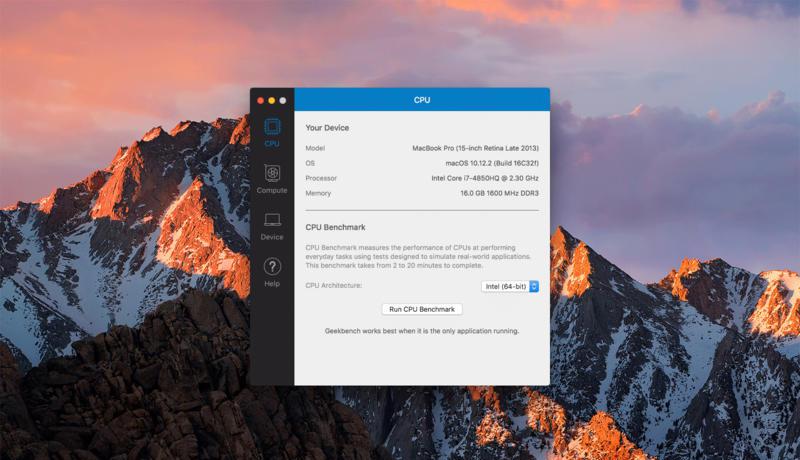 CPU
CPU
Compute
Device
Help
Your Device
Model MacBook Pro (15-inch Retina Late 2013)
OS macOS 10.12.2 (Build 16C32f)
Processor Intel Core i7-4850HQ @ 2.30 GHz
Memory 16.0 GB 1600 MHz DDR3
CPU Benchmark
CPU Benchmark measures the performance of CPUs at performing
everyday tasks using tests designed to simulate real-world applications.
This benchmark takes from 2 to 20 minutes to complete.
CPU Architecture: Intel (64-bit)
Run CPU Benchmark
Geekbench works best when it is the only application running.